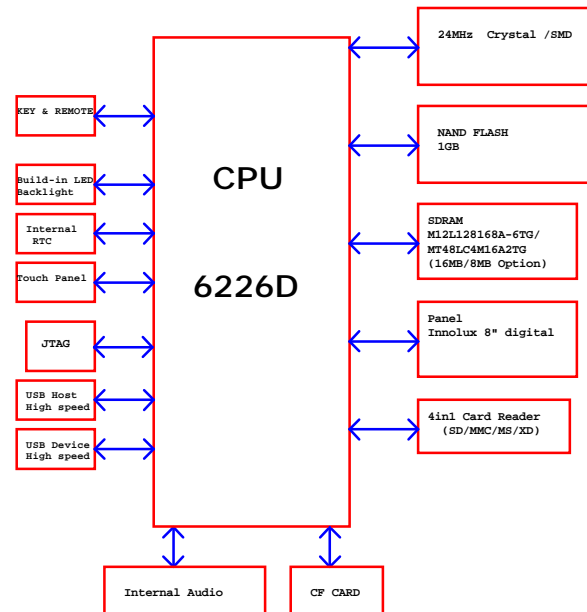 24MHz Crystal /SMD
KEY & REMOTE
NAND FLASH
1GB
CPU
6226D
Build-in LED
Backlight
Internal
RTC
SDRAM
M12L128168A-6TG/
MT48LC4M16A2TG
(16MB/8MB Option)
Touch Panel
Panel
Innolux 8" digital
JTAG
USB Host
High speed
4in1 Card Reader
(SD/MMC/MS/XD)
USB Device
High speed
Internal Audio
CF CARD